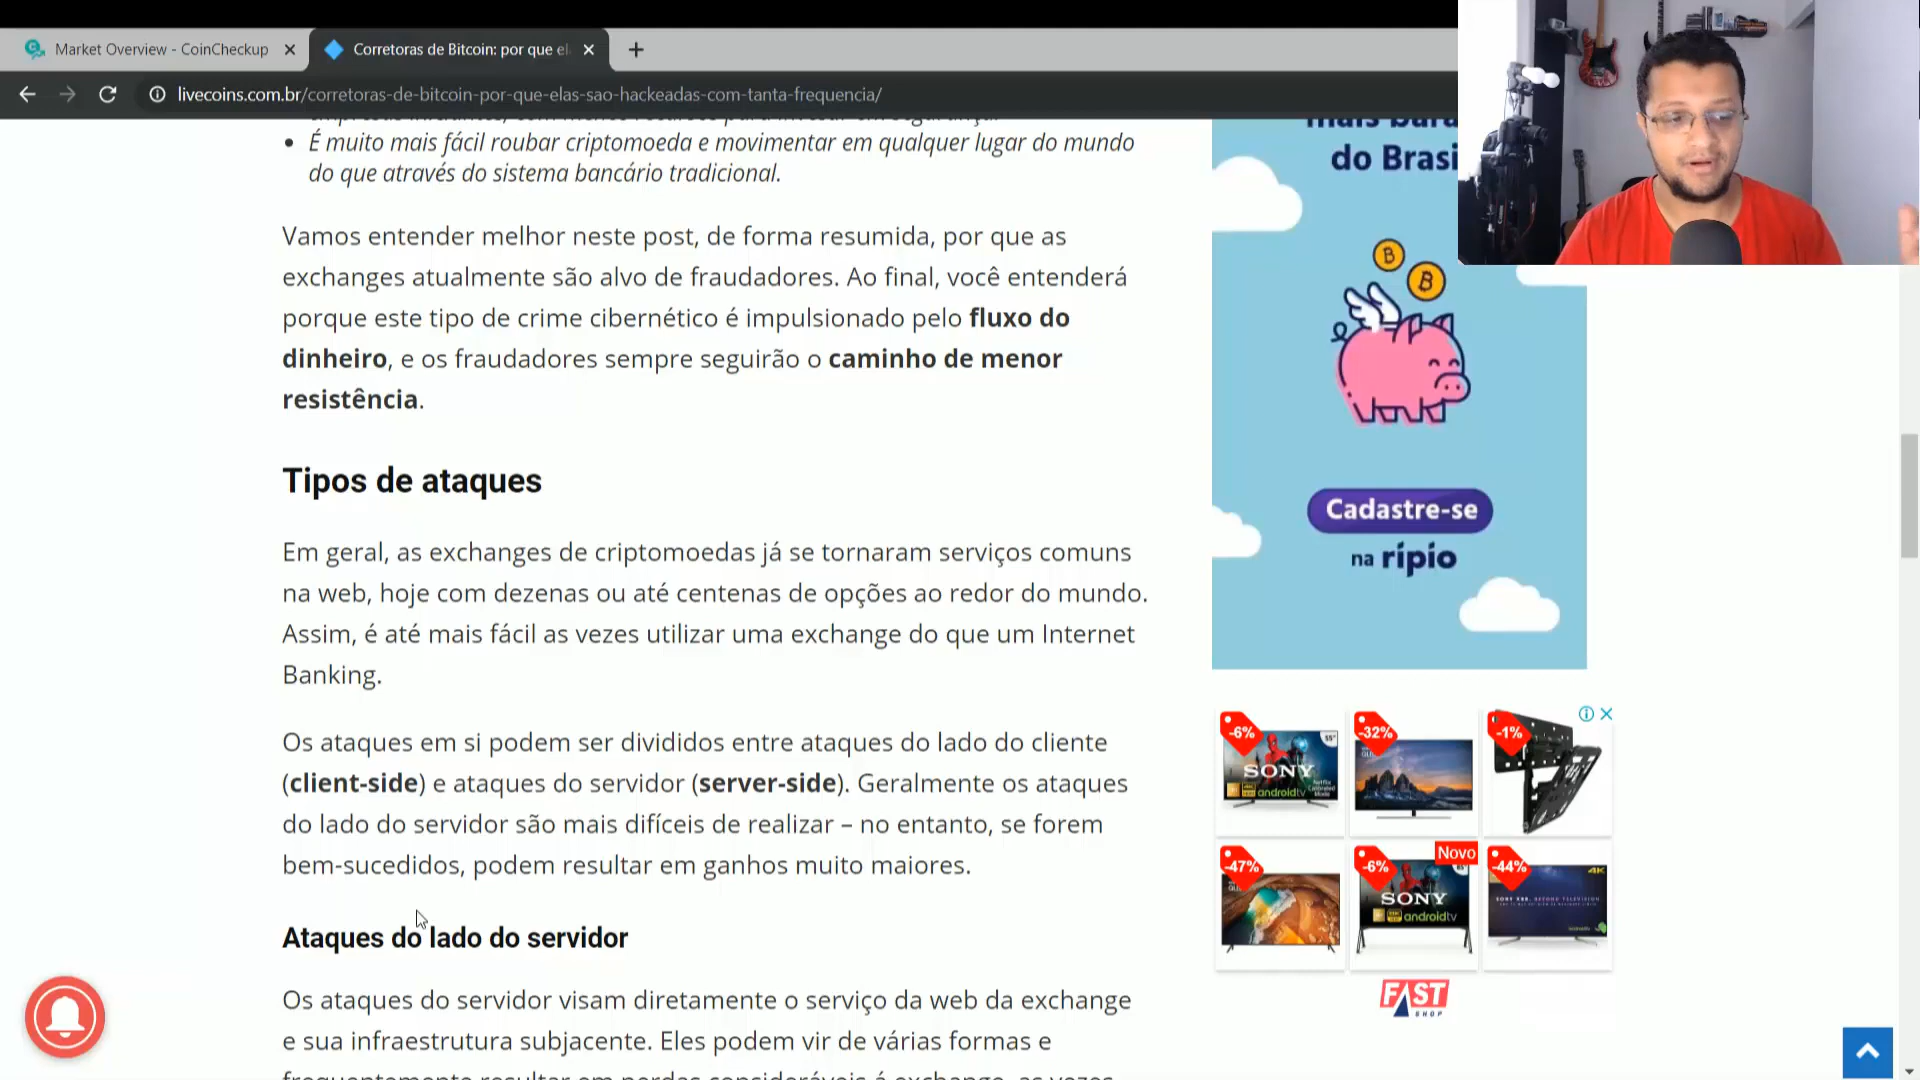 Market Overview - CoinCheckup
Corretoras de Bitcoin: por que el
livecoins.com.br/corretoras-de-bitcoin-por-que-elas-sao-hackeadas-com-tanta-frequencia/
É muito mais fácil roubar criptomoeda e movimentar em qualquer lugar do mundo
do que através do sistema bancário tradicional.
Vamos entender melhor neste post, de forma resumida, por que as
exchanges atualmente são alvo de fraudadores. Ao final, você entenderá
porque este tipo de crime cibernético é impulsionado pelo fluxo do
dinheiro, e os fraudadores sempre seguirão o caminho de menor
resistência.
Tipos de ataques
Em geral, as exchanges de criptomoedas já se tornaram serviços comuns
na web, hoje com dezenas ou até centenas de opções ao redor do mundo.
Assim, é até mais fácil as vezes utilizar uma exchange do que um Internet
Banking.
Os ataques em si podem ser divididos entre ataques do lado do cliente
(client-side) e ataques do servidor (server-side). Geralmente os ataques
do lado do servidor são mais difíceis de realizar – no entanto, se forem
bem-sucedidos, podem resultar em ganhos muito maiores.
Ataques do lado do servidor
Os ataques do servidor visam diretamente o serviço da web da exchange
e sua infraestrutura subjacente. Eles podem vir de várias formas e
do Brasi
Cadastre-se
na ripio
-6%
SONY
androidtv
-32%
-1%
-47%
-6%
Novo
SONY
androidtv
-44%
4K
FAST
SHOP